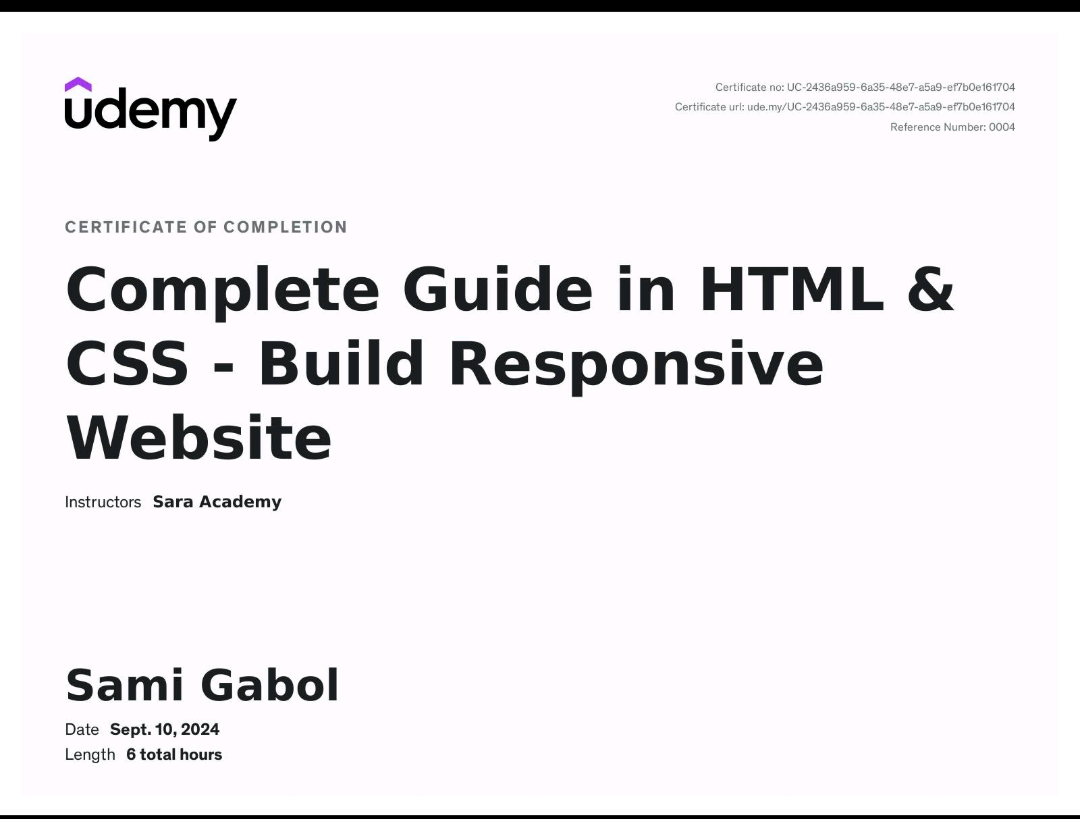 udemy
Certificate no: UC-2436a959-6a35-48e7-a5a9-ef7b0e161704
Certificate url: ude.my/UC-2436a959-6a35-48e7-a5a9-ef7b0e161704
Reference Number: 0004
CERTIFICATE OF COMPLETION
Complete Guide in HTML &
CSS - Build Responsive
Website
Instructors Sara Academy
Sami Gabol
Date Sept. 10, 2024
Length 6 total hours